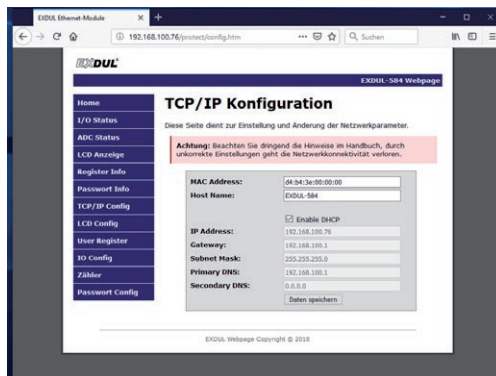 EXDUL Ethernet-Module
192.168.100.76/protect/config.htm
Suchen
EXDUL
EXDUL-584 Webpage
Home
I/O Status
ADC Status
LCD Anzeige
Register Info
Passwort Info
TCP/IP Config
LCD Config
User Register
IO Config
Zähler
Passwort Config
TCP/IP Konfiguration
Diese Seite dient zur Einstellung und Änderung der Netzwerkparameter.
Achtung: Beachten Sie dringend die Hinweise im Handbuch, durch
unkorrekte Einstellungen geht die Netzwerkkonnektivität verloren.
MAC Address: d4:b4:3e:00:00:00
Host Name: EXDUL-584
Enable DHCP
IP Address: 192.168.100.76
Gateway: 192.168.100.1
Subnet Mask: 255.255.255.0
Primary DNS: 192.168.100.1
Secondary DNS: 0.0.0.0
Daten speichern
EXDUL Webpage Copyright © 2018